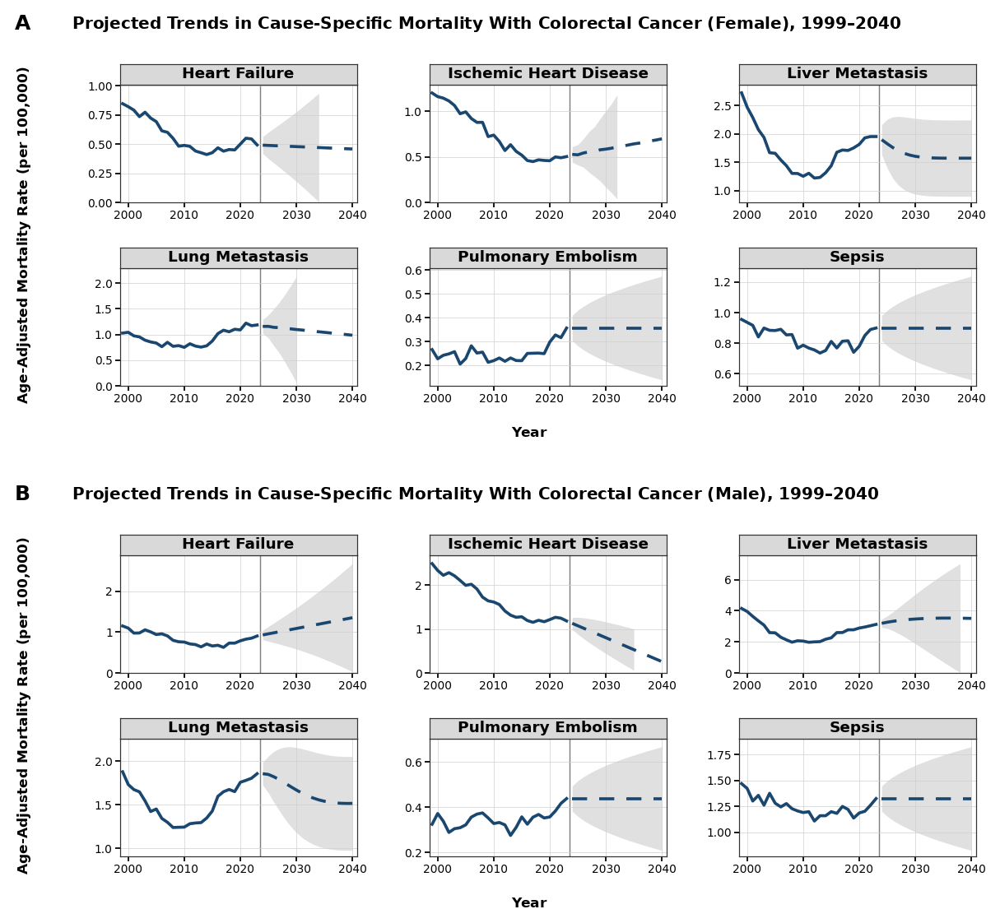 A
Projected Trends in Cause-Specific Mortality With Colorectal Cancer (Female), 1999–2040
Age-Adjusted Mortality Rate (per 100,000)
Heart Failure
1.00
0.75
0.50
0.25
0.00
2000 2010 2020 2030 2040
Ischemic Heart Disease
1.0
0.5
0.0
2000 2010 2020 2030 2040
Liver Metastasis
2.5
2.0
1.5
1.0
2000 2010 2020 2030 2040
Lung Metastasis
2.0
1.5
1.0
0.5
0.0
2000 2010 2020 2030 2040
Pulmonary Embolism
0.6
0.5
0.4
0.3
0.2
2000 2010 2020 2030 2040
Sepsis
1.2
1.0
0.8
0.6
2000 2010 2020 2030 2040
Year
B
Projected Trends in Cause-Specific Mortality With Colorectal Cancer (Male), 1999–2040
Age-Adjusted Mortality Rate (per 100,000)
Heart Failure
2
1
0
2000 2010 2020 2030 2040
Ischemic Heart Disease
2
1
0
2000 2010 2020 2030 2040
Liver Metastasis
6
4
2
0
2000 2010 2020 2030 2040
Lung Metastasis
2.0
1.5
1.0
2000 2010 2020 2030 2040
Pulmonary Embolism
0.6
0.4
0.2
2000 2010 2020 2030 2040
Sepsis
1.75
1.50
1.25
1.00
2000 2010 2020 2030 2040
Year